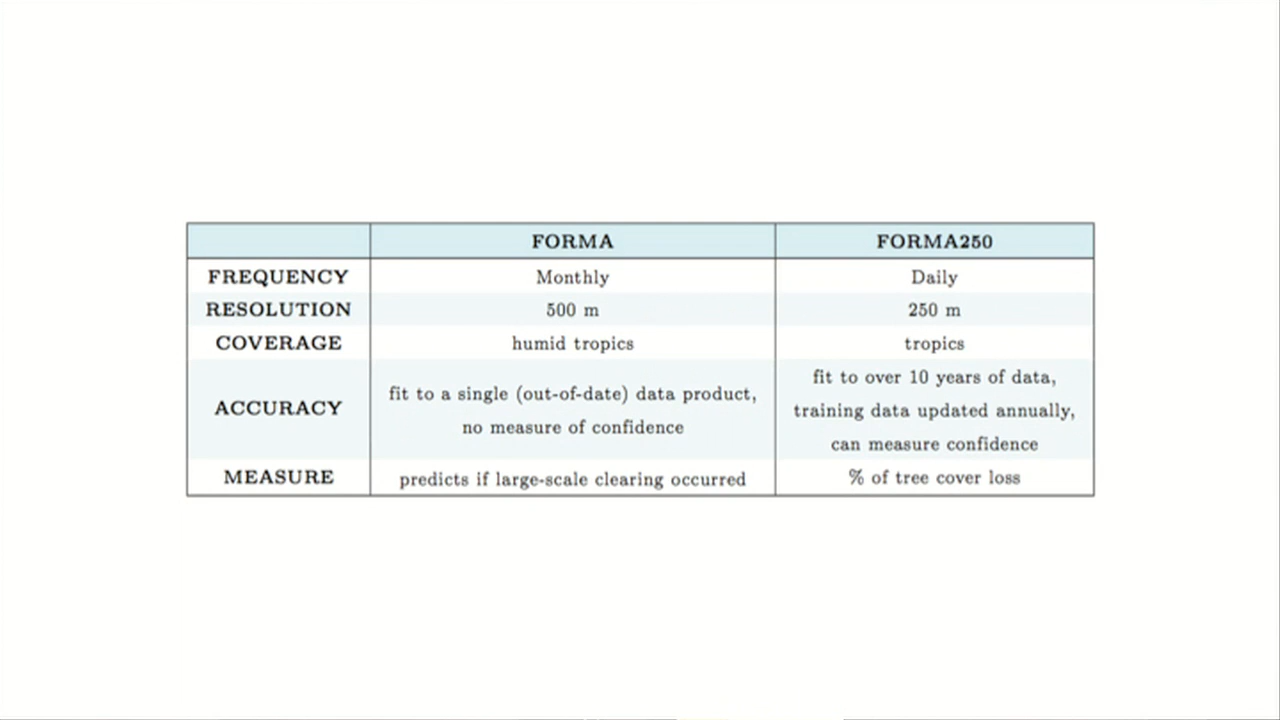 FORMA FORMA250
FREQUENCY Monthly Daily
RESOLUTION 500 m 250 m
COVERAGE humid tropics tropics
ACCURACY
fit to a single (out-of-date) data product,
no measure of confidence
fit to over 10 years of data,
training data updated annually,
can measure confidence
MEASURE predicts if large-scale clearing occurred % of tree cover loss